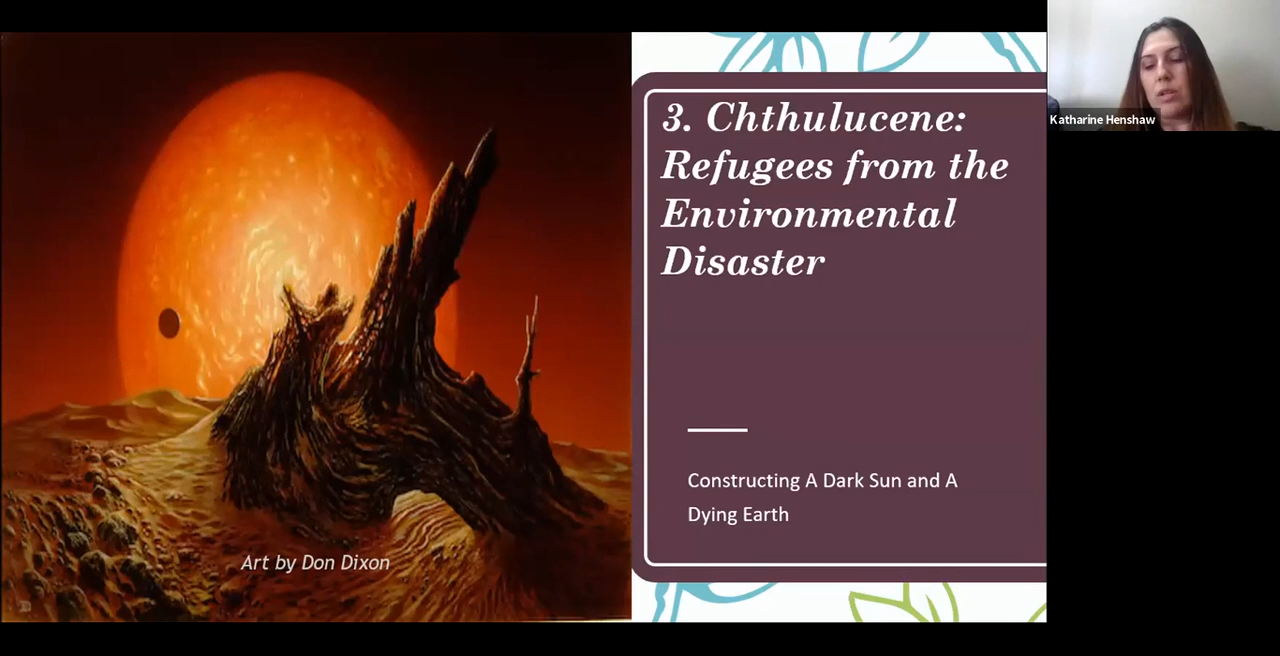 3. Chthulucene:
Refugees from the
Environmental
Disaster
Constructing A Dark Sun and A
Dying Earth
Art by Don Dixon
Katharine Henshaw